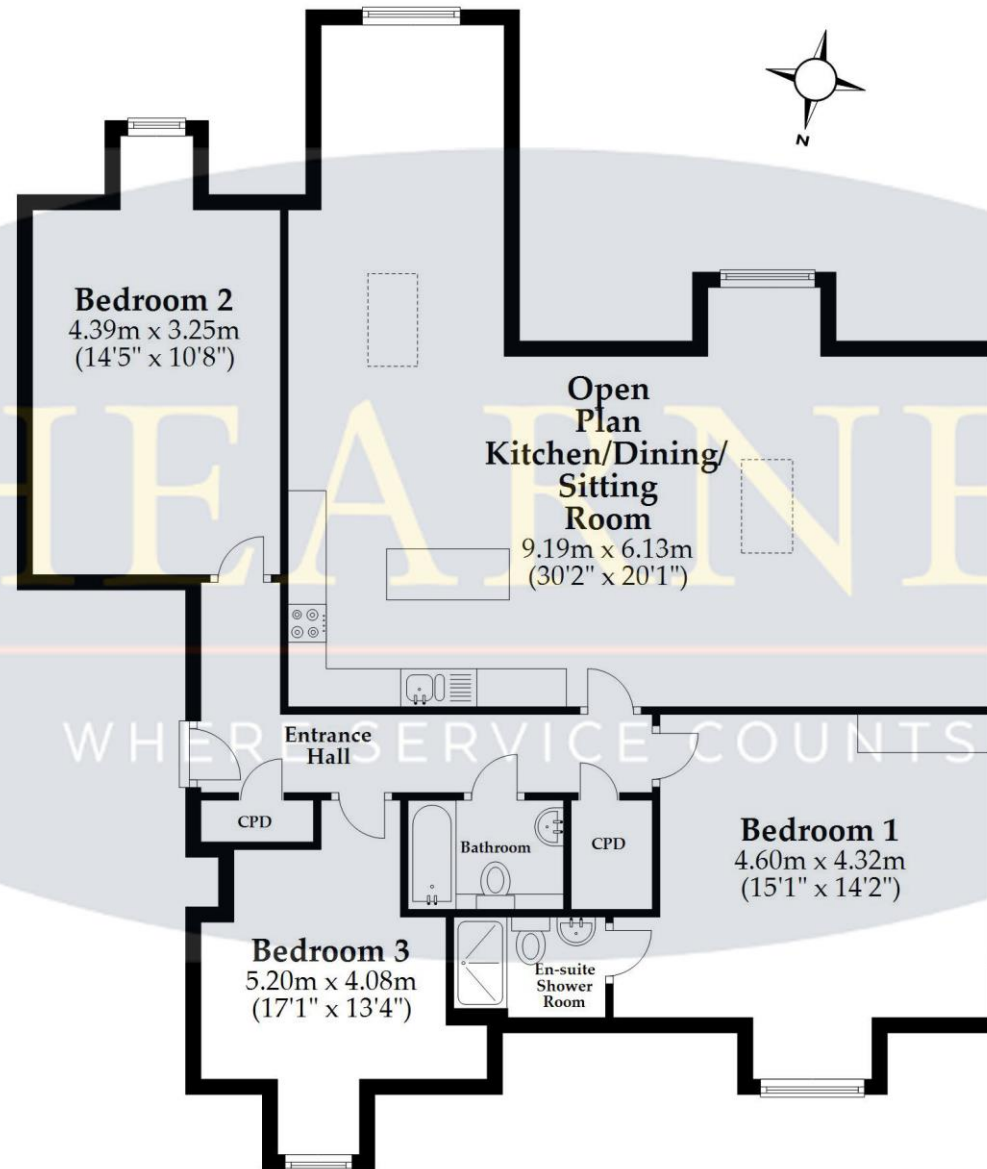 N
Bedroom 2
4.39m x 3.25m
(14'5" x 10'8")
Open
Plan
Kitchen/Dining/
Sitting
Room
9.19m x 6.13m
(30'2" x 20'1")
HEARNE
WHERE SERVICE COUNTS
Entrance
Hall
CPD
Bathroom
CPD
Bedroom 1
4.60m x 4.32m
(15'1" x 14'2")
Bedroom 3
5.20m x 4.08m
(17'1" x 13'4")
En-suite
Shower
Room